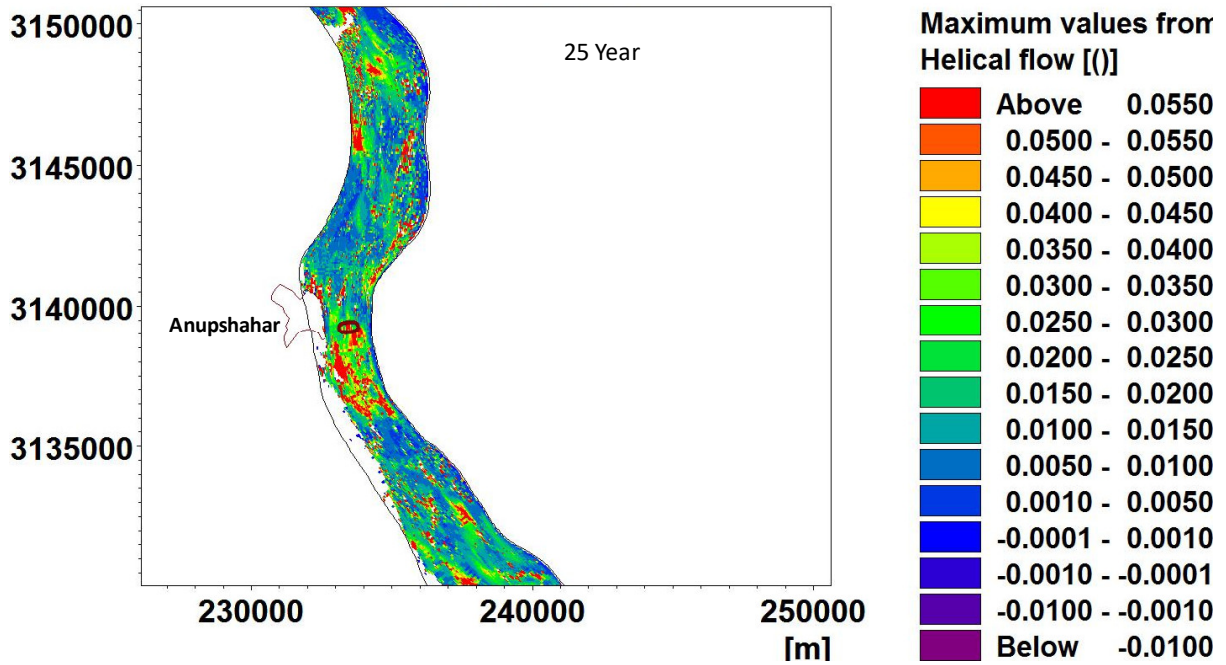 3150000
3145000
3140000
3135000
230000
240000
250000
[m]
25 Year
Anupshahar
Maximum values from
Helical flow [()]
Above 0.0550
0.0500 - 0.0550
0.0450 - 0.0500
0.0400 - 0.0450
0.0350 - 0.0400
0.0300 - 0.0350
0.0250 - 0.0300
0.0200 - 0.0250
0.0150 - 0.0200
0.0100 - 0.0150
0.0050 - 0.0100
0.0010 - 0.0050
-0.0001 - 0.0010
-0.0010 - -0.0001
-0.0100 - -0.0010
Below -0.0100